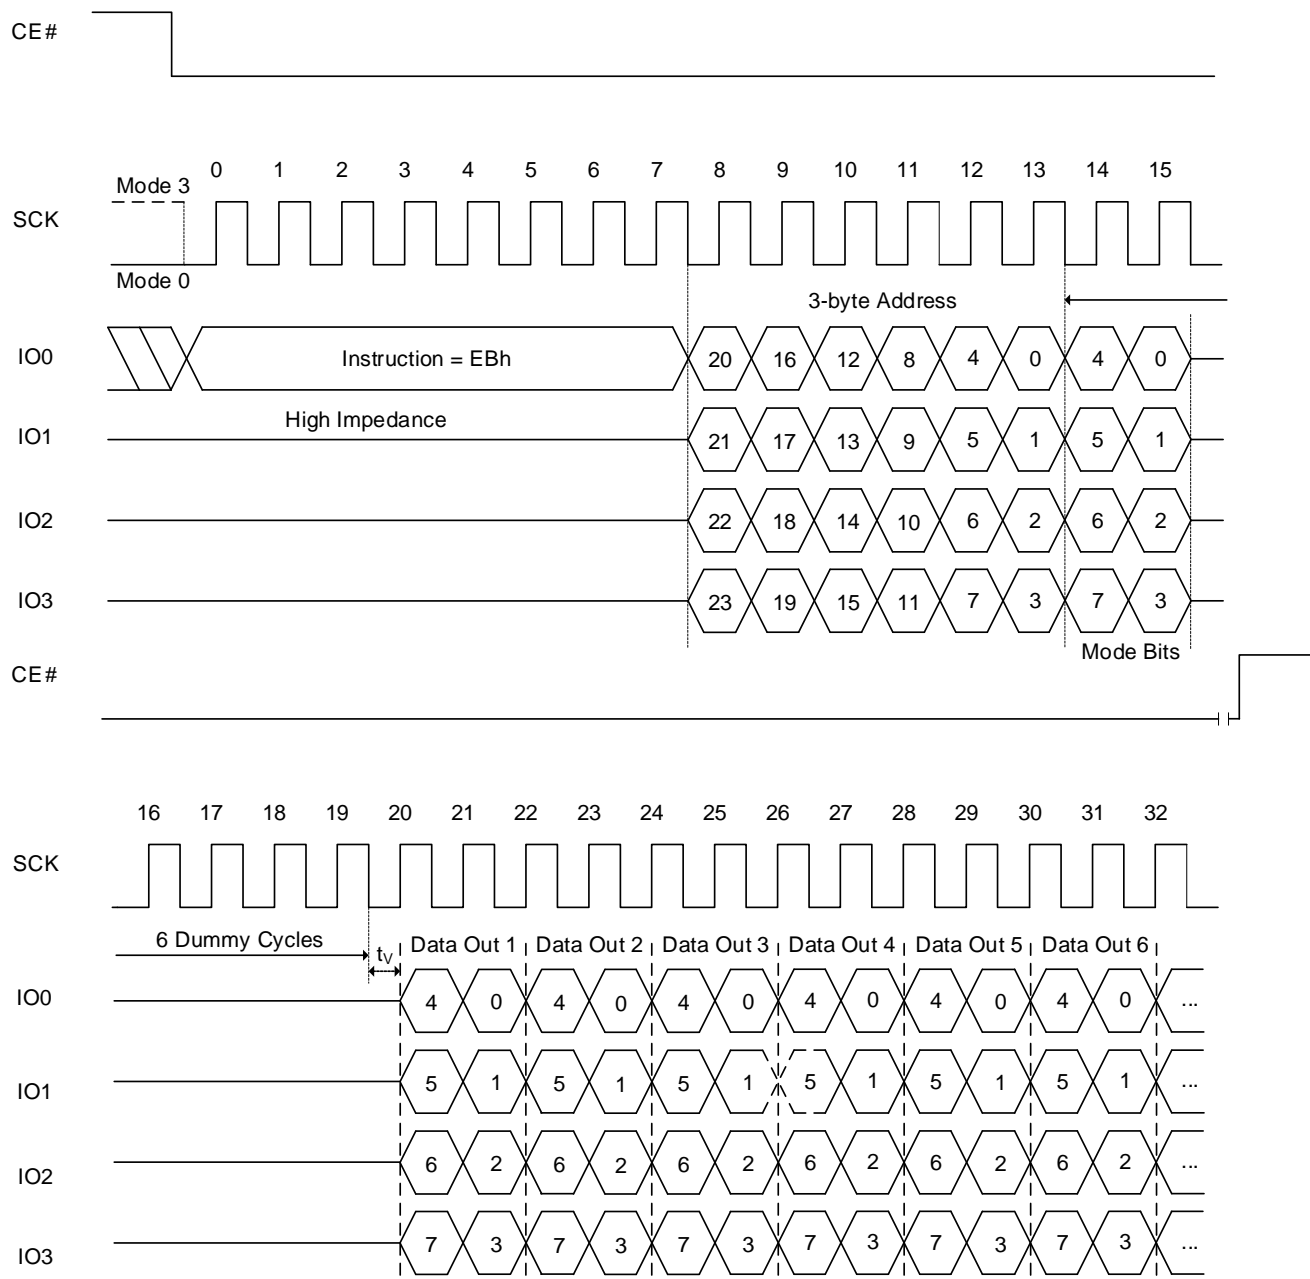 CE#
0 1 2 3 4 5 6 7 8 9 10 11 12 13 14 15
Mode 3
SCK
Mode 0
3-byte Address
IO0 Instruction = EBh 20 16 12 8 4 0 4 0
High Impedance
IO1 21 17 13 9 5 1 5 1
IO2 22 18 14 10 6 2 6 2
IO3 23 19 15 11 7 3 7 3
Mode Bits
CE#
16 17 18 19 20 21 22 23 24 25 26 27 28 29 30 31 32
SCK
6 Dummy Cycles tV Data Out 1 Data Out 2 Data Out 3 Data Out 4 Data Out 5 Data Out 6
IO0 4 0 4 0 4 0 4 0 4 0 4 0 ...
IO1 5 1 5 1 5 1 5 1 5 1 5 1 ...
IO2 6 2 6 2 6 2 6 2 6 2 6 2 ...
IO3 7 3 7 3 7 3 7 3 7 3 7 3 ...